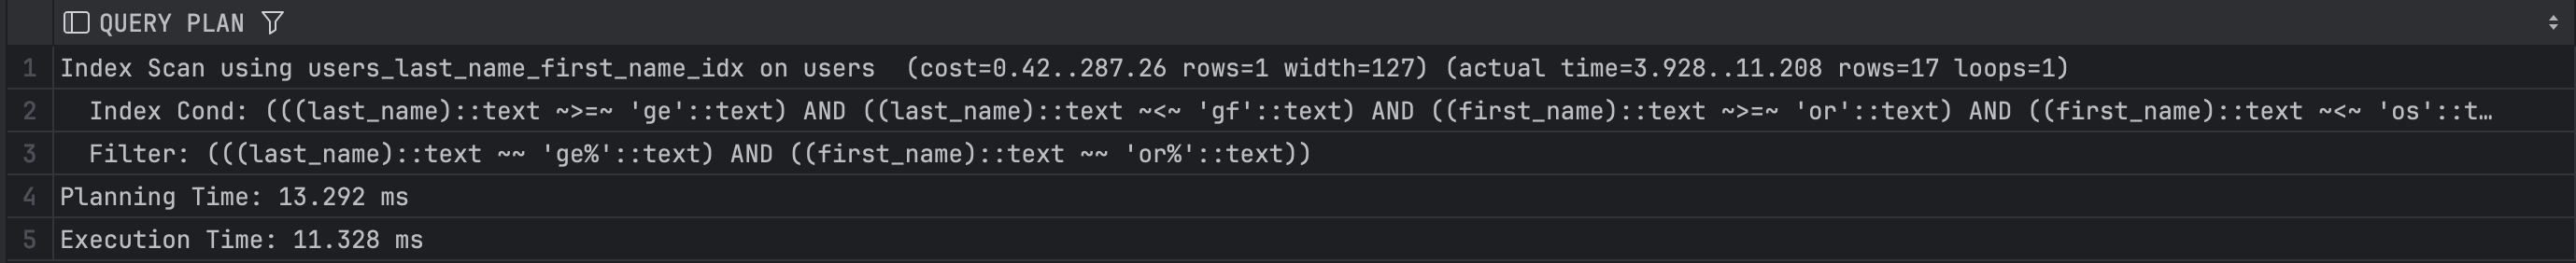 QUERY PLAN
1 Index Scan using users_last_name_first_name_idx on users (cost=0.42..287.26 rows=1 width=127) (actual time=3.928..11.208 rows=17 loops=1)
2 Index Cond: (((last_name)::text ~>=~ 'ge'::text) AND ((last_name)::text ~<~ 'gf'::text) AND ((first_name)::text ~>=~ 'or'::text) AND ((first_name)::text ~<~ 'os'::t…
3 Filter: (((last_name)::text ~~ 'ge%'::text) AND ((first_name)::text ~~ 'or%'::text))
4 Planning Time: 13.292 ms
5 Execution Time: 11.328 ms